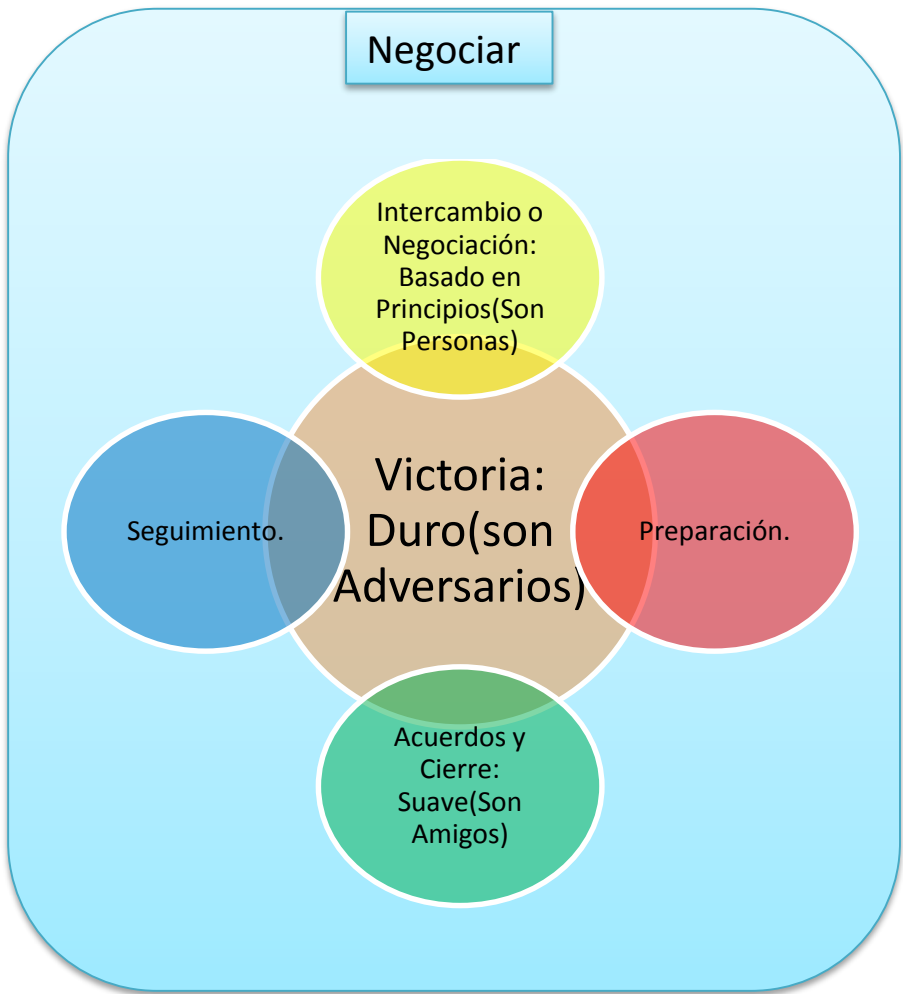 Negociar
Intercambio o
Negociación:
Basado en
Principios(Son
Personas)
Victoria:
Duro(son
Adversarios)
Seguimiento.
Preparación.
Acuerdos y
Cierre:
Suave(Son
Amigos)